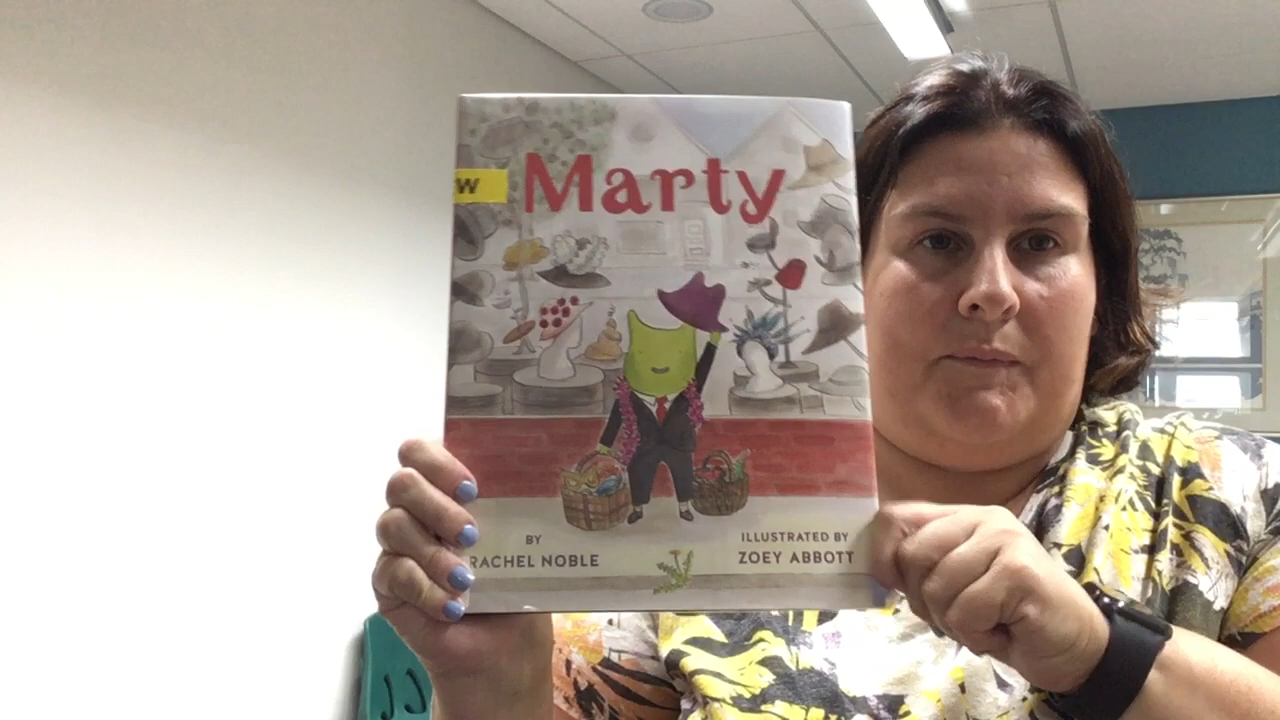 W
Marty
BY
RACHEL NOBLE
ILLUSTRATED BY
ZOEY ABBOTT